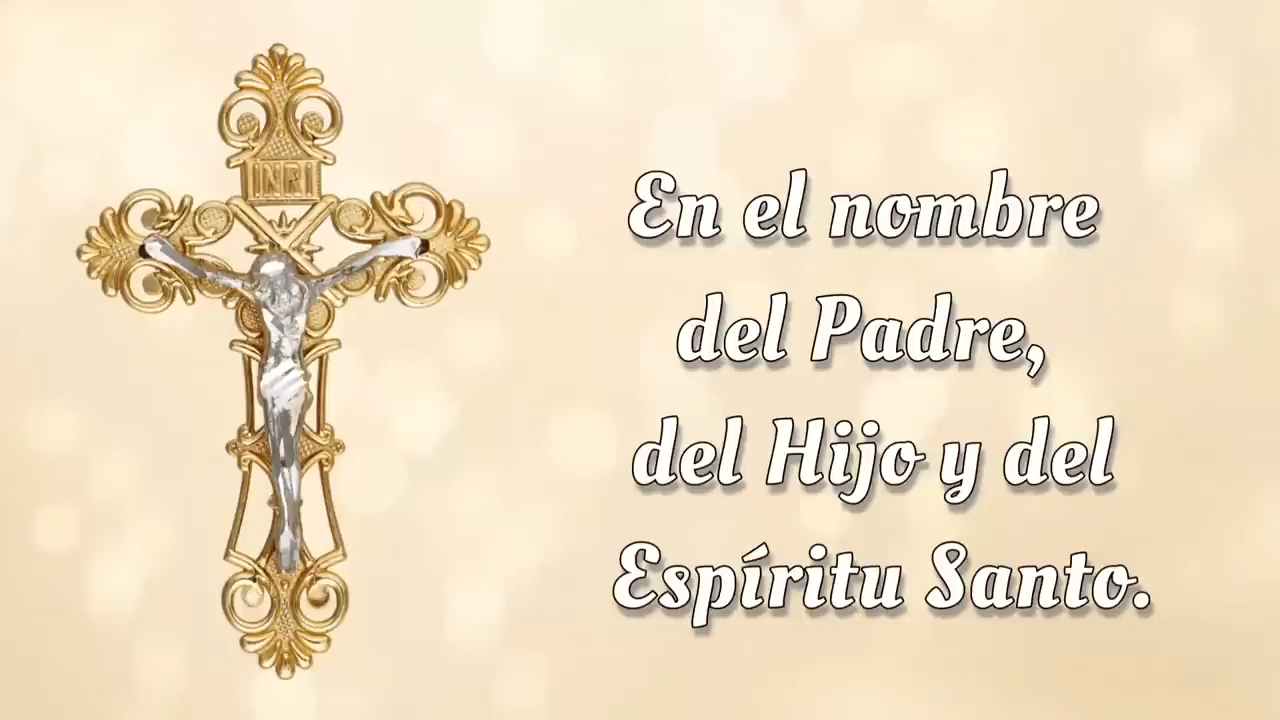 INRI
En el nombre
del Padre,
del Hijo y del
Espíritu Santo.